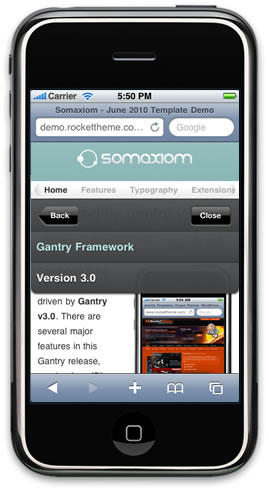 Carrier 5:50 PM
Somaxiom - June 2010 Template Demo
demo.rockettheme.co... Google
somaxiom
Home Features Typography Extensions
Back Close
Gantry Framework
Version 3.0
driven by Gantry
v3.0. There are
several major
features in this
Gantry release,